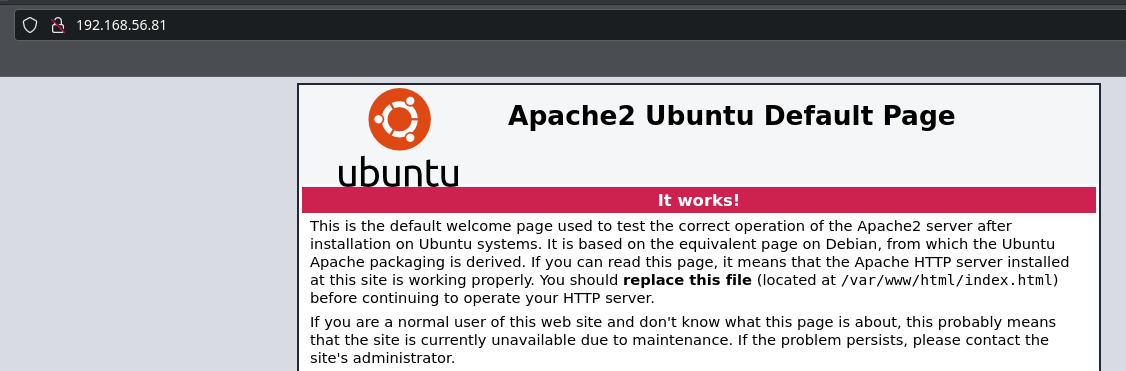 192.168.56.81
Apache2 Ubuntu Default Page
ubuntu
It works!
This is the default welcome page used to test the correct operation of the Apache2 server after
installation on Ubuntu systems. It is based on the equivalent page on Debian, from which the Ubuntu
Apache packaging is derived. If you can read this page, it means that the Apache HTTP server installed
at this site is working properly. You should replace this file (located at /var/www/html/index.html)
before continuing to operate your HTTP server.
If you are a normal user of this web site and don't know what this page is about, this probably means
that the site is currently unavailable due to maintenance. If the problem persists, please contact the
site's administrator.